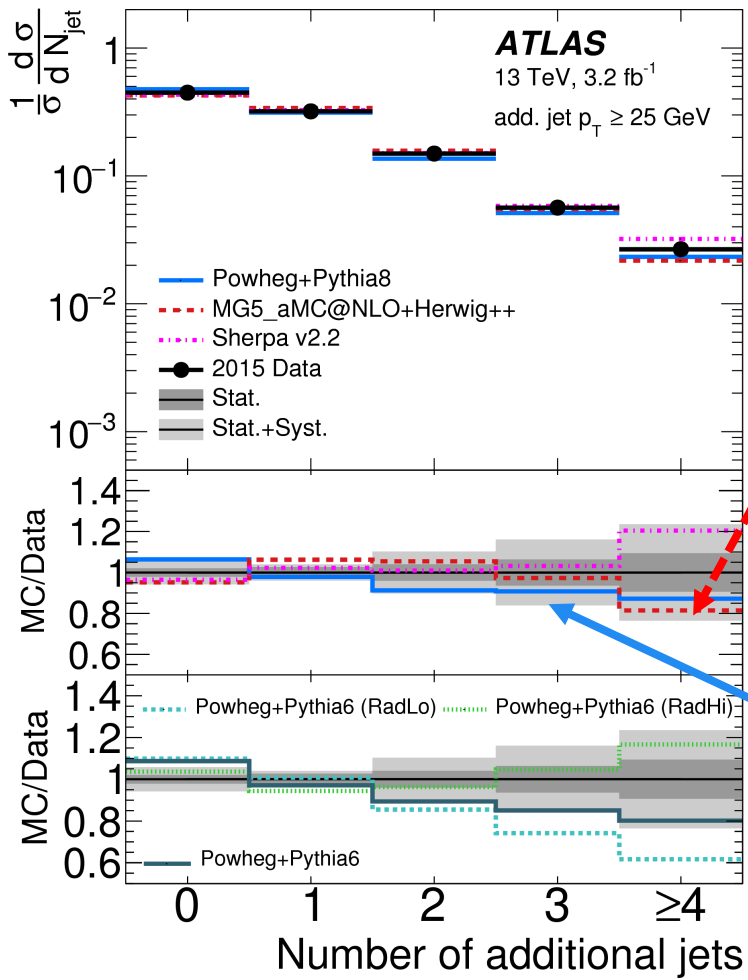 1/σ̄ d σ/d N_jet
ATLAS
13 TeV, 3.2 fb⁻¹
add. jet p_T ≥ 25 GeV
1
10⁻¹
10⁻²
10⁻³
Powheg+Pythia8
MG5_aMC@NLO+Herwig++
Sherpa v2.2
2015 Data
Stat.
Stat.+Syst.
MC/Data
1.4
1.2
1
0.8
0.6
MC/Data
1.4
1.2
1
0.8
0.6
Powheg+Pythia6 (RadLo)
Powheg+Pythia6 (RadHi)
Powheg+Pythia6
0
1
2
3
≥4
Number of additional jets